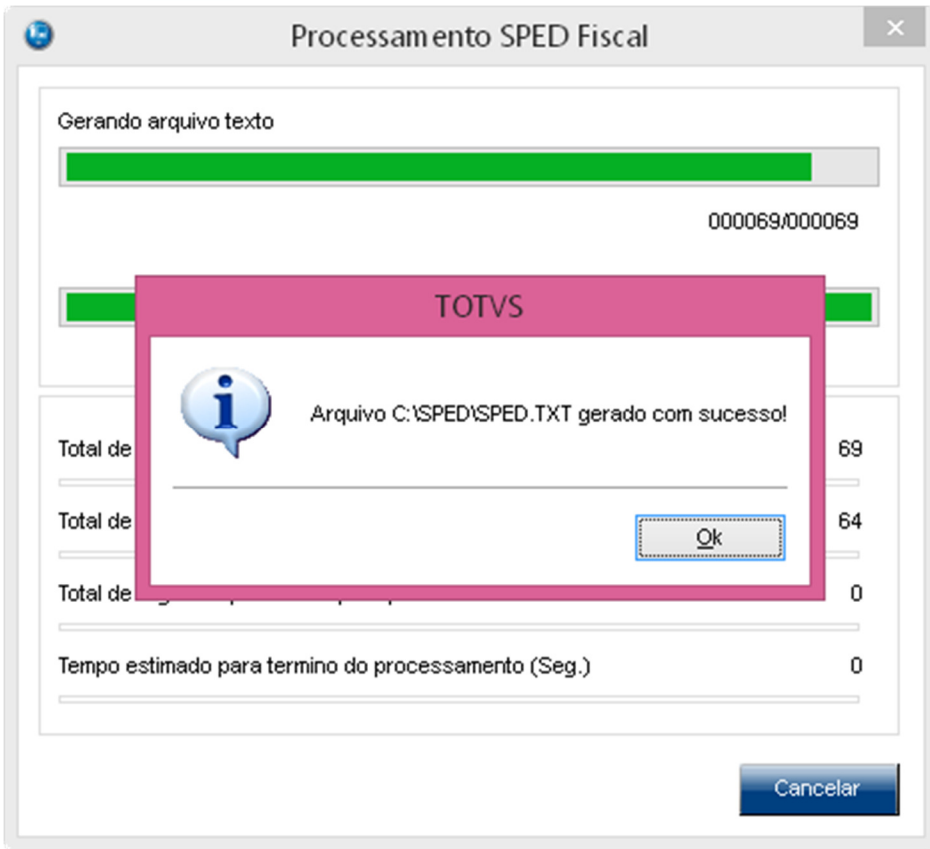 Processamento SPED Fiscal
Gerando arquivo texto
000069/000069
TOTVS
Arquivo C:\SPED\SPED.TXT gerado com sucesso!
Ok
Total de 69
Total de 64
Total de 0
Tempo estimado para termino do processamento (Seg.) 0
Cancelar